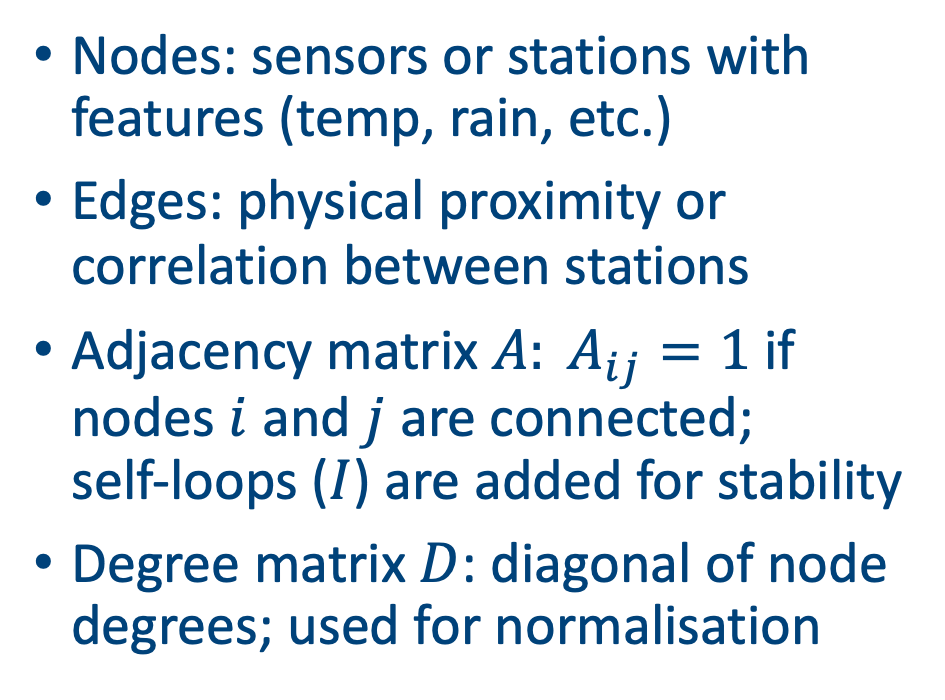 • Nodes: sensors or stations with
features (temp, rain, etc.)
• Edges: physical proximity or
correlation between stations
• Adjacency matrix A: Aᵢⱼ = 1 if
nodes i and j are connected;
self-loops (I) are added for stability
• Degree matrix D: diagonal of node
degrees; used for normalisation